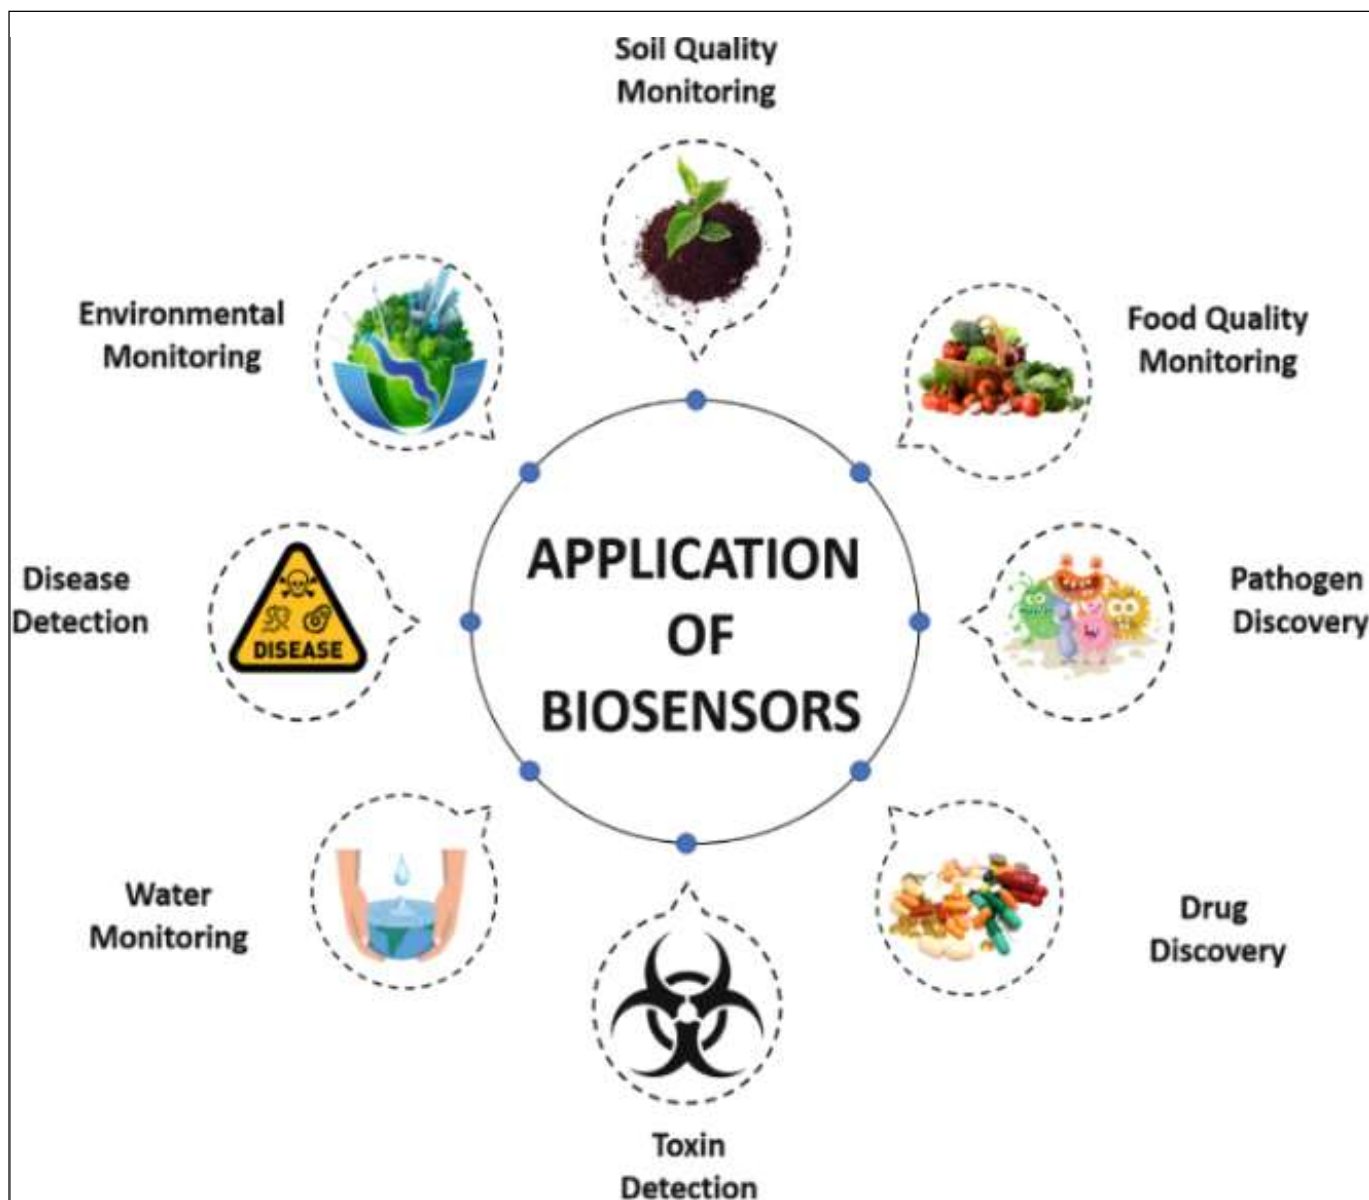 Soil Quality
Monitoring
Environmental
Monitoring
Food Quality
Monitoring
Disease
Detection
DISEASE
APPLICATION
OF
BIOSENSORS
Pathogen
Discovery
Water
Monitoring
Drug
Discovery
Toxin
Detection